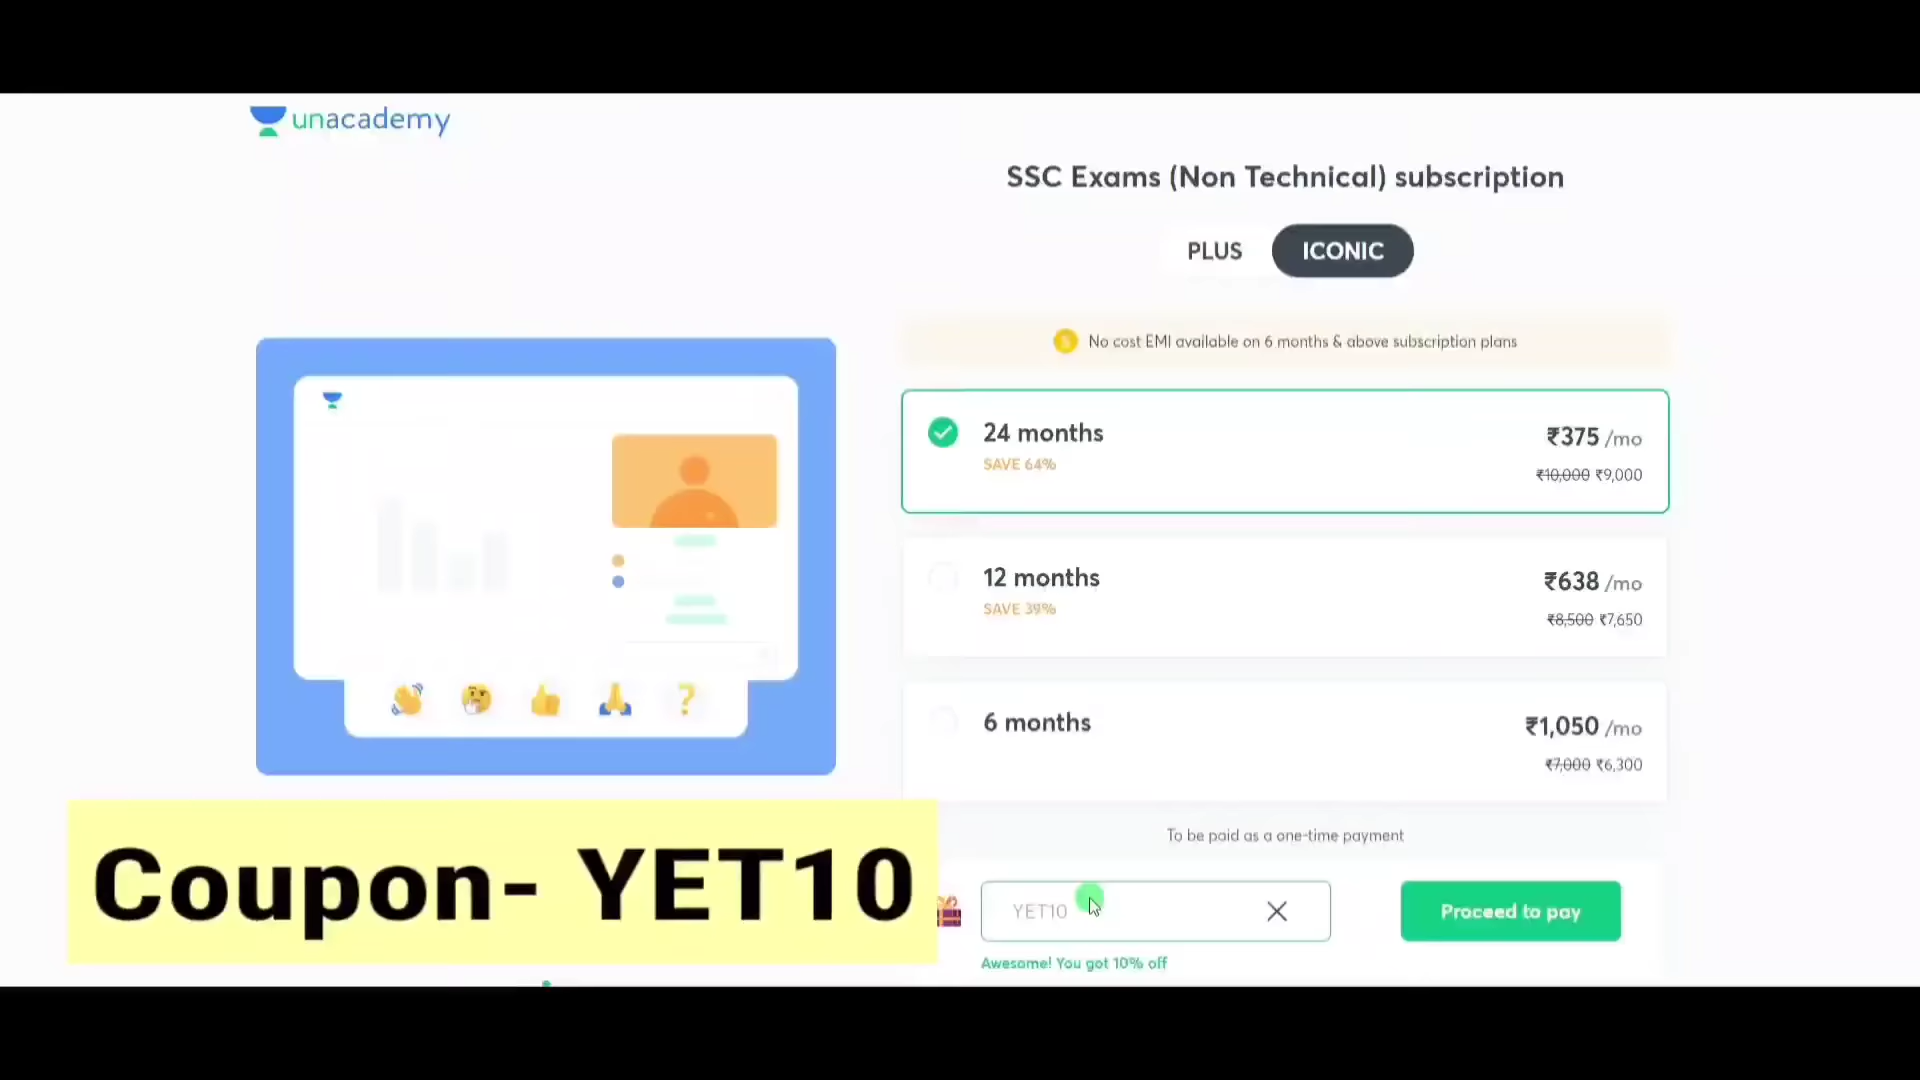 unacademy
SSC Exams (Non Technical) subscription
PLUS
ICONIC
No cost EMI available on 6 months & above subscription plans
24 months
₹375 /mo
SAVE 64%
₹10,000 ₹9,000
12 months
₹638 /mo
SAVE 39%
₹8,500 ₹7,650
6 months
₹1,050 /mo
₹7,000 ₹6,300
To be paid as a one-time payment
Coupon- YET10
YET10
Proceed to pay
Awesome! You got 10% off